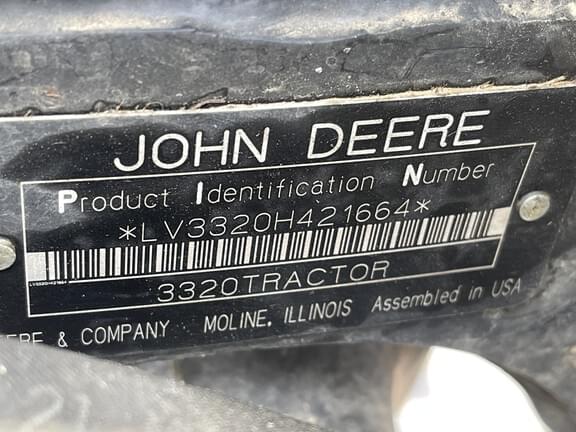 JOHN DEERE
Product Identification Number
*LV3320H421664*
3320TRACTOR
& COMPANY MOLINE, ILLINOIS Assembled in USA